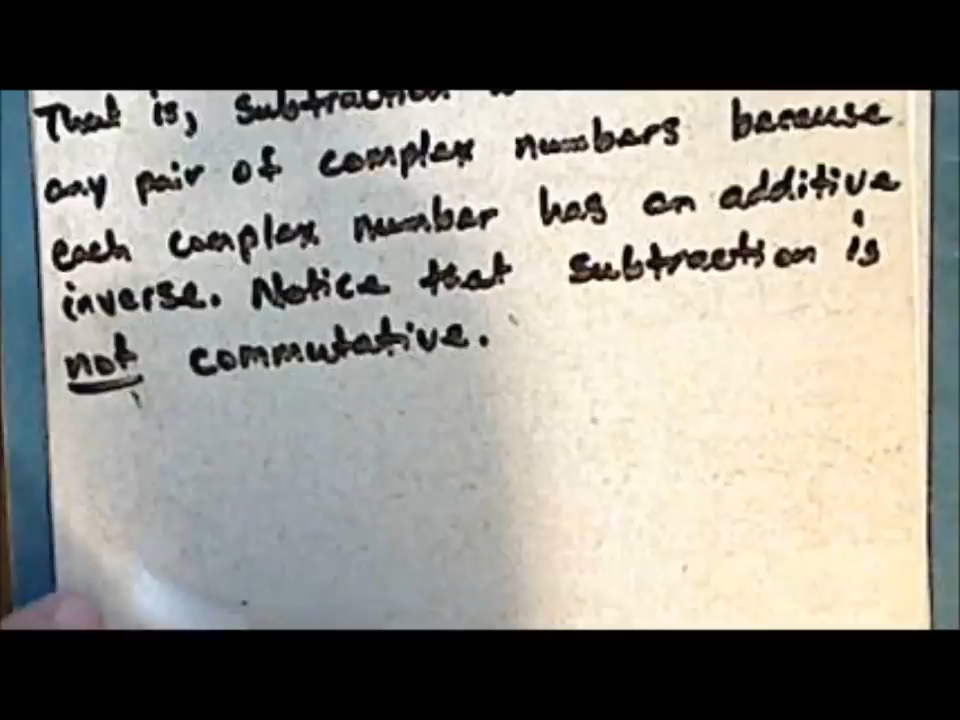 That is, subtraction
any pair of complex numbers because
each complex number has an additive
inverse. Notice that subtraction is
not commutative.